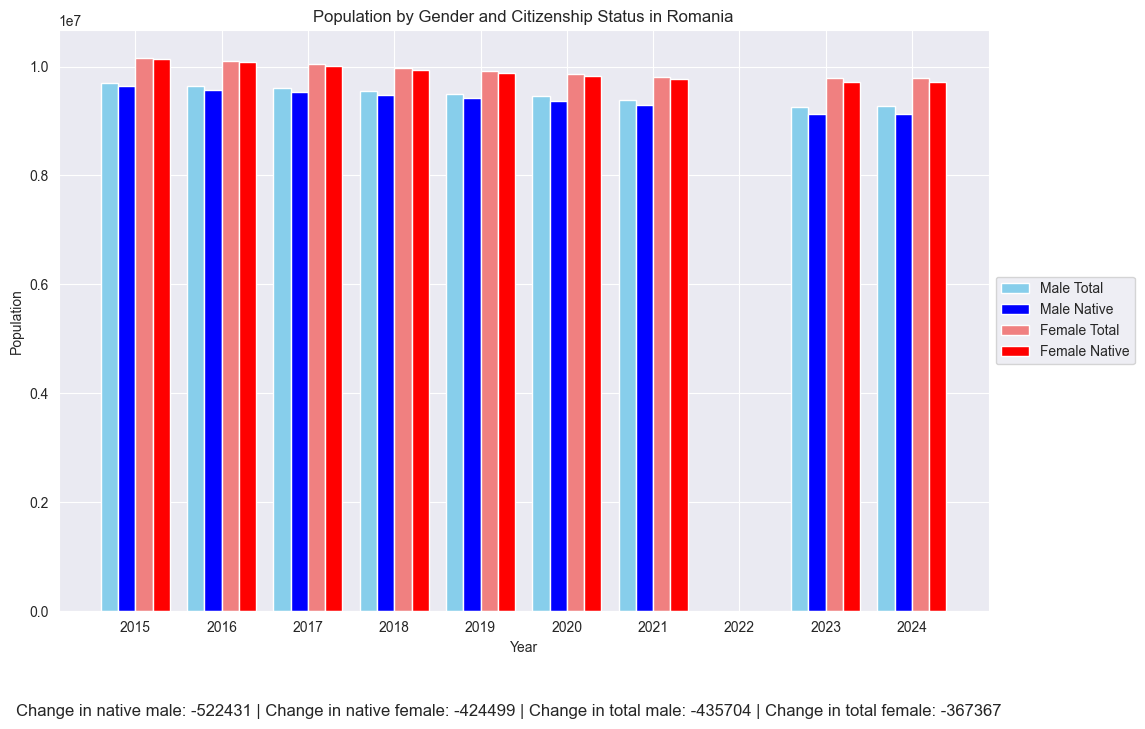 Population by Gender and Citizenship Status in Romania
1e7
1.0
0.8
0.6
0.4
0.2
0.0
Population
2015 2016 2017 2018 2019 2020 2021 2022 2023 2024
Year
Male Total
Male Native
Female Total
Female Native
Change in native male: -522431 | Change in native female: -424499 | Change in total male: -435704 | Change in total female: -367367